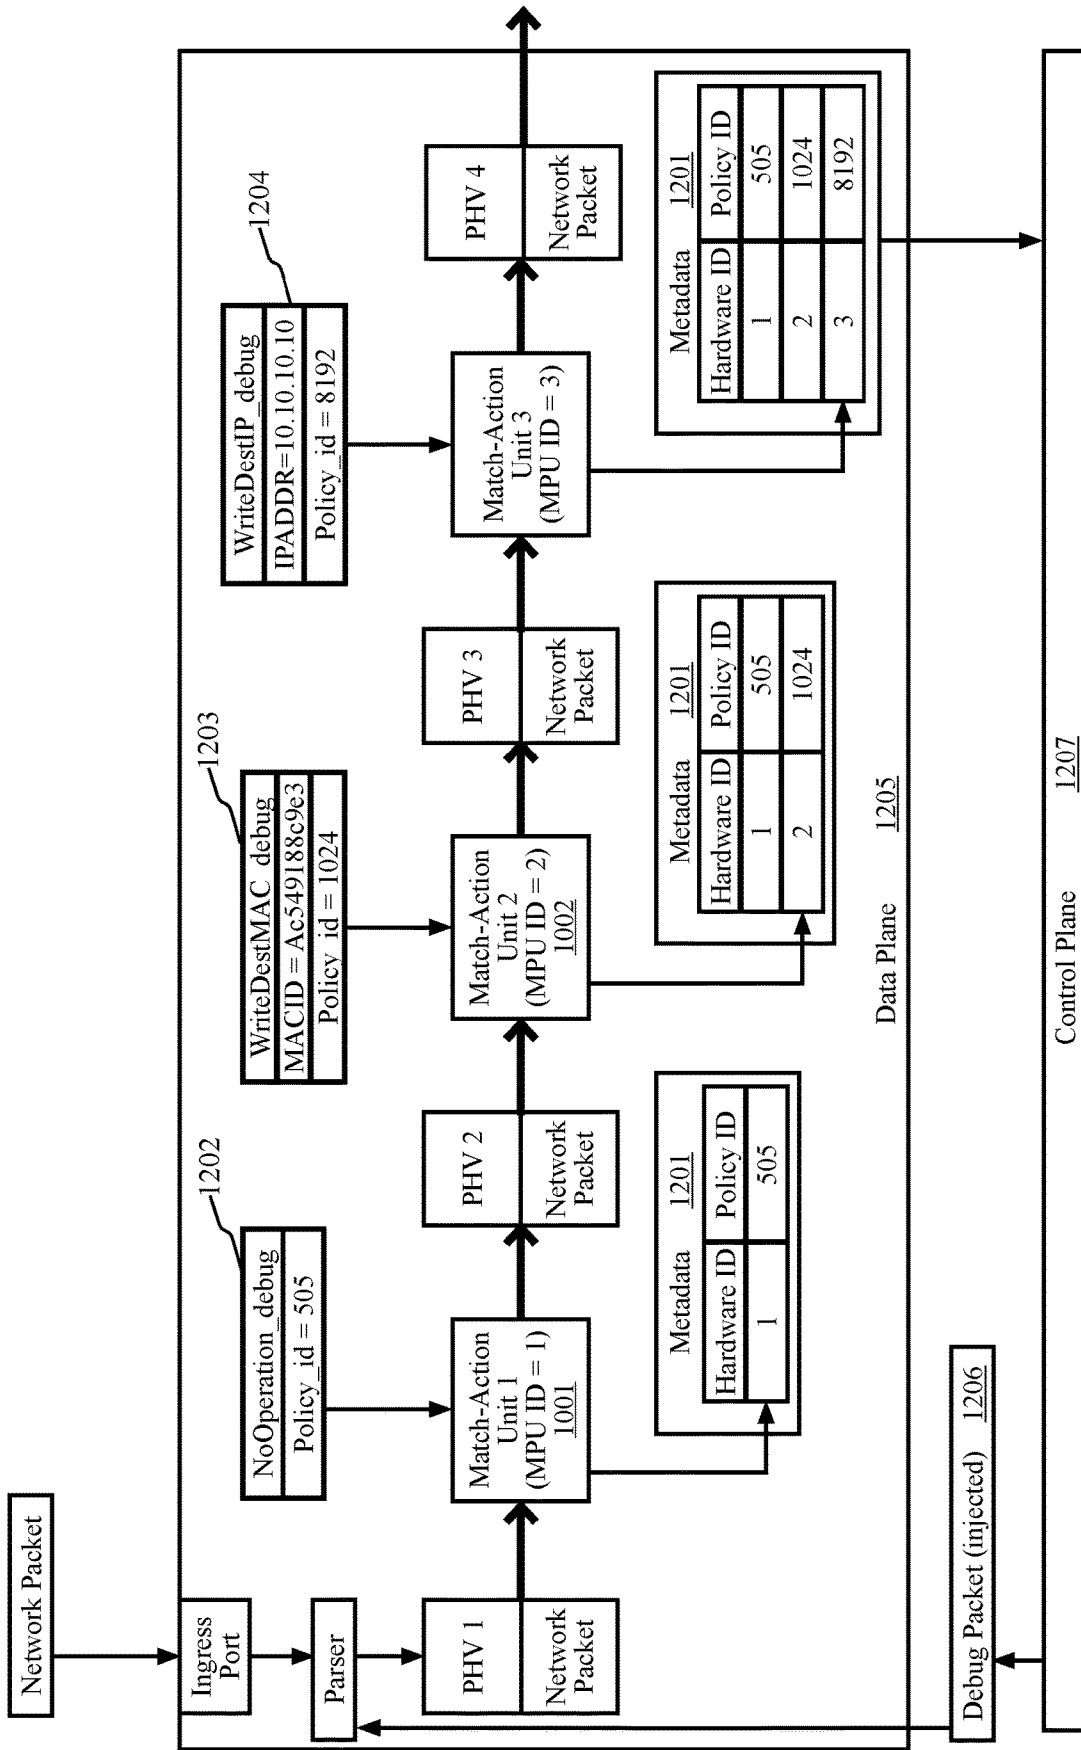 Network Packet
Ingress
Port
Parser
PHV 1
Network
Packet
NoOperation_debug
Policy_id = 505
1202
Match-Action
Unit 1
(MPU ID = 1)
1001
PHV 2
Network
Packet
WriteDestMAC_debug
MACID = Ac549188c9e3
Policy_id = 1024
1203
Match-Action
Unit 2
(MPU ID = 2)
1002
PHV 3
Network
Packet
WriteDestIP_debug
IPADDR=10.10.10.10
Policy_id = 8192
1204
Match-Action
Unit 3
(MPU ID = 3)
PHV 4
Network
Packet
Metadata 1201
Hardware ID Policy ID
1 505
Metadata 1201
Hardware ID Policy ID
1 505
2 1024
Metadata 1201
Hardware ID Policy ID
1 505
2 1024
3 8192
Data Plane 1205
Debug Packet (injected) 1206
Control Plane 1207